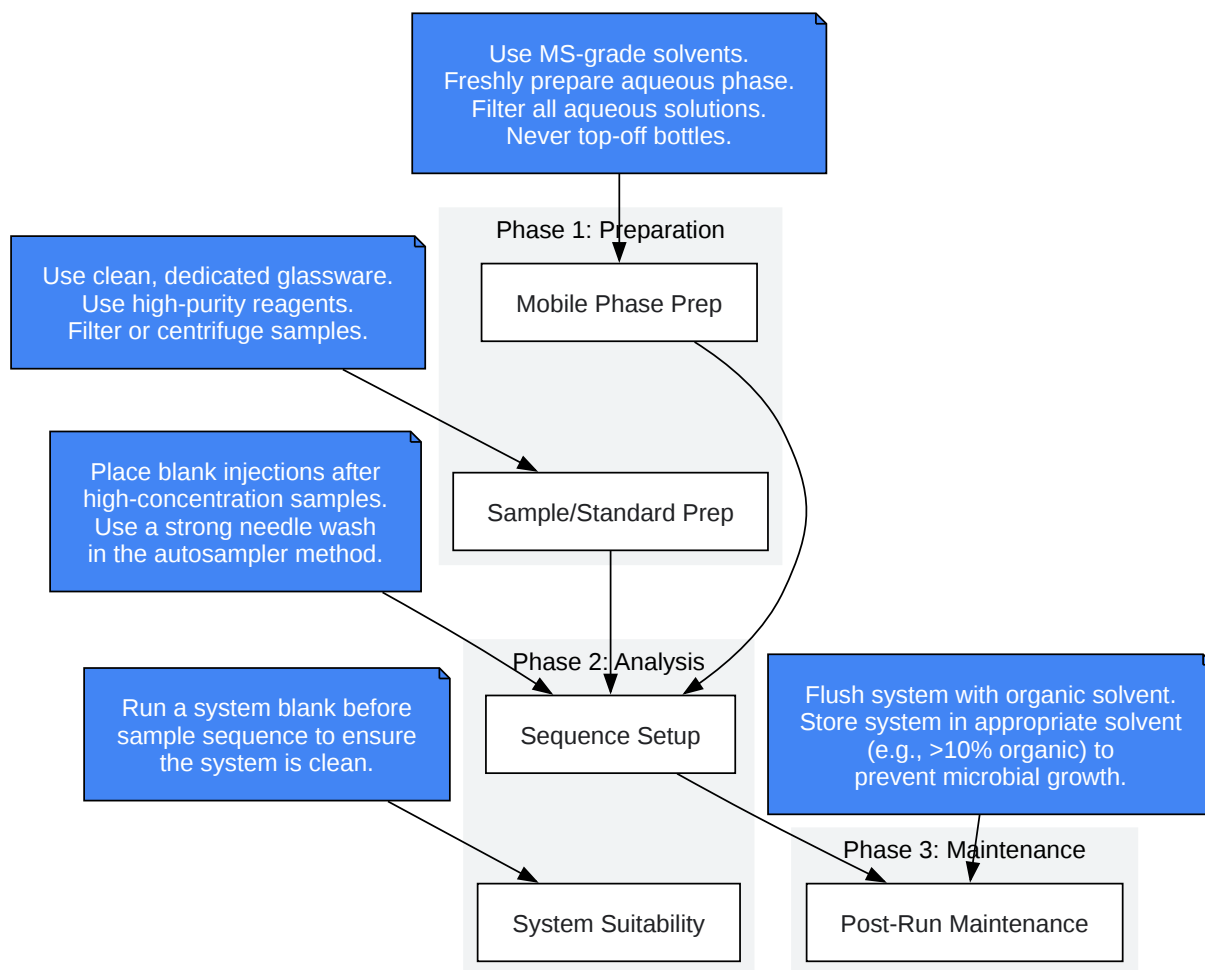 Use MS-grade solvents.
Freshly prepare aqueous phase.
Filter all aqueous solutions.
Never top-off bottles.
Phase 1: Preparation
Mobile Phase Prep
Use clean, dedicated glassware.
Use high-purity reagents.
Filter or centrifuge samples.
Sample/Standard Prep
Place blank injections after
high-concentration samples.
Use a strong needle wash
in the autosampler method.
Phase 2: Analysis
Sequence Setup
Run a system blank before
sample sequence to ensure
the system is clean.
System Suitability
Flush system with organic solvent.
Store system in appropriate solvent
(e.g., >10% organic) to
prevent microbial growth.
Phase 3: Maintenance
Post-Run Maintenance